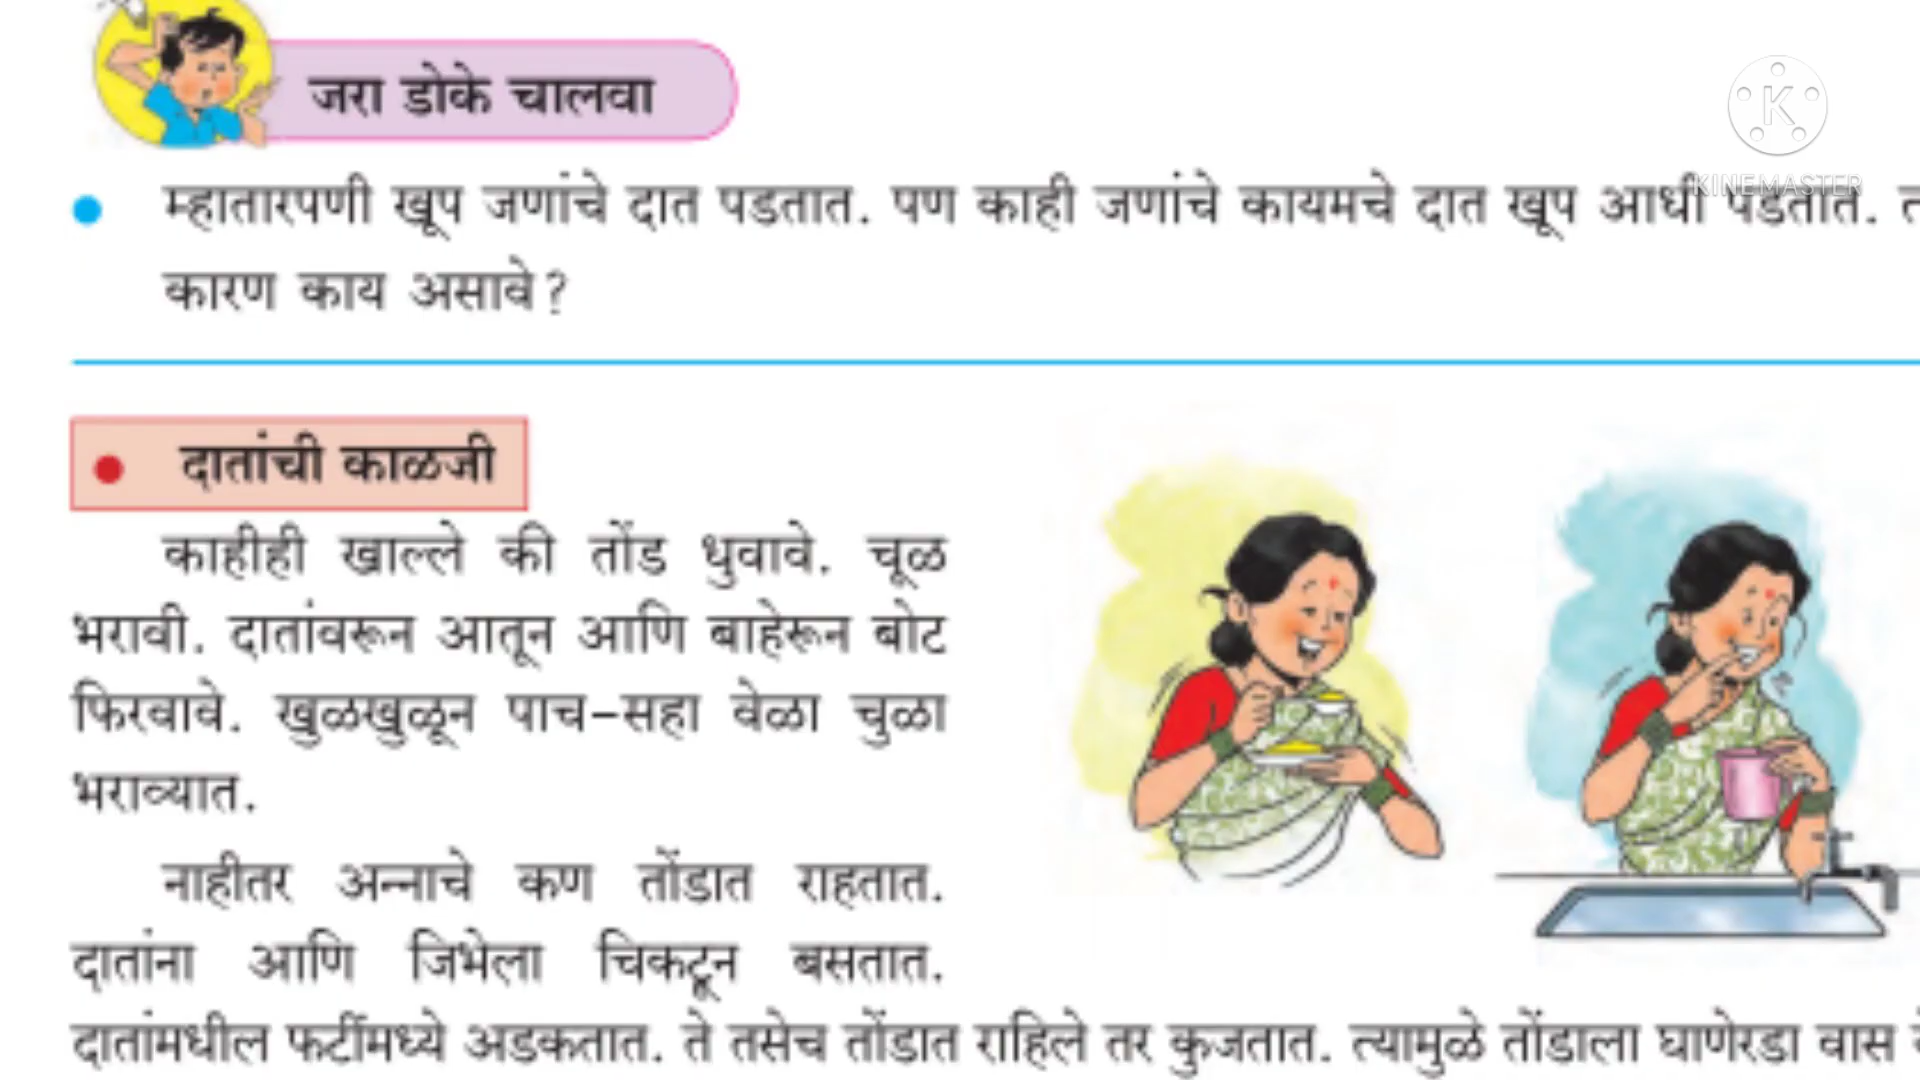 जरा डोके चालवा
K
KINEMASTER
म्हातारपणी खूप जणांचे दात पडतात. पण काही जणांचे कायमचे दात खूप आधी पडतात.
कारण काय असावे?
दातांची काळजी
काहीही खाल्ले की तोंड धुवावे. चूळ
भरावी. दातांवरून आतून आणि बाहेरून बोट
फिरवावे. खुळखुळून पाच-सहा वेळा चुळा
भराव्यात.
नाहीतर अन्नाचे कण तोंडात राहतात.
दातांना आणि जिभेला चिकटून बसतात.
दातांमधील फटींमध्ये अडकतात. ते तसेच तोंडात राहिले तर कुजतात. त्यामुळे तोंडाला घाणेरडा वास